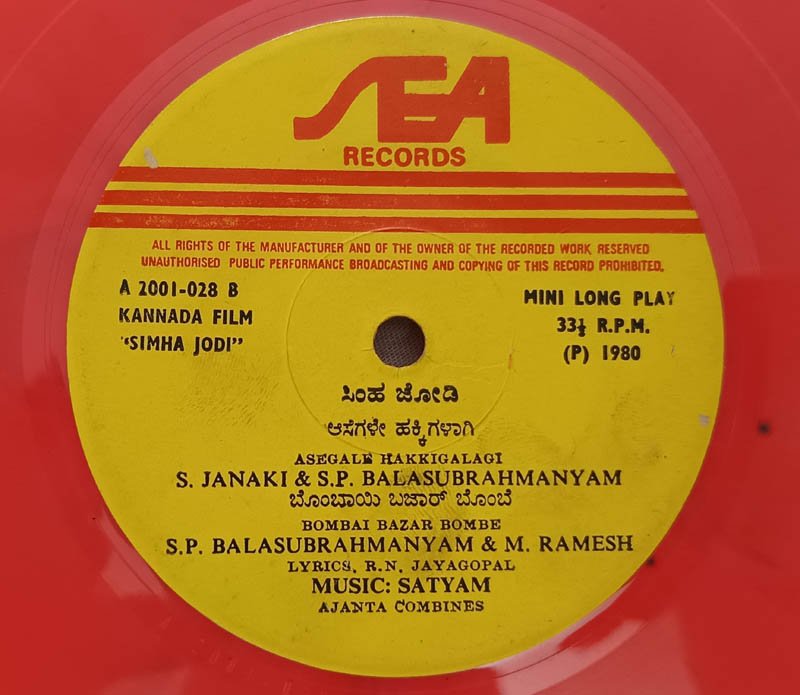 SEA
RECORDS
ALL RIGHTS OF THE MANUFACTURER AND OF THE OWNER OF THE RECORDED WORK RESERVED
UNAUTHORISED PUBLIC PERFORMANCE BROADCASTING AND COPYING OF THIS RECORD PROHIBITED.
A 2001-028 B
KANNADA FILM
"SIMHA JODI"
MINI LONG PLAY
33⅓ R.P.M.
(P) 1980
ಸಿಂಹ ಜೋಡಿ
ಆಸೆಗಳೇ ಹಕ್ಕಿಗಳಾಗಿ
ASEGALE HAKKIGALAGI
S. JANAKI & S.P. BALASUBRAHMANYAM
ಬೊಂಬಾಯಿ ಬಜಾರ್ ಬೊಂಬೆ
BOMBAI BAZAR BOMBE
S.P. BALASUBRAHMANYAM & M. RAMESH
LYRICS. R.N. JAYAGOPAL
MUSIC: SATYAM
AJANTA COMBINES